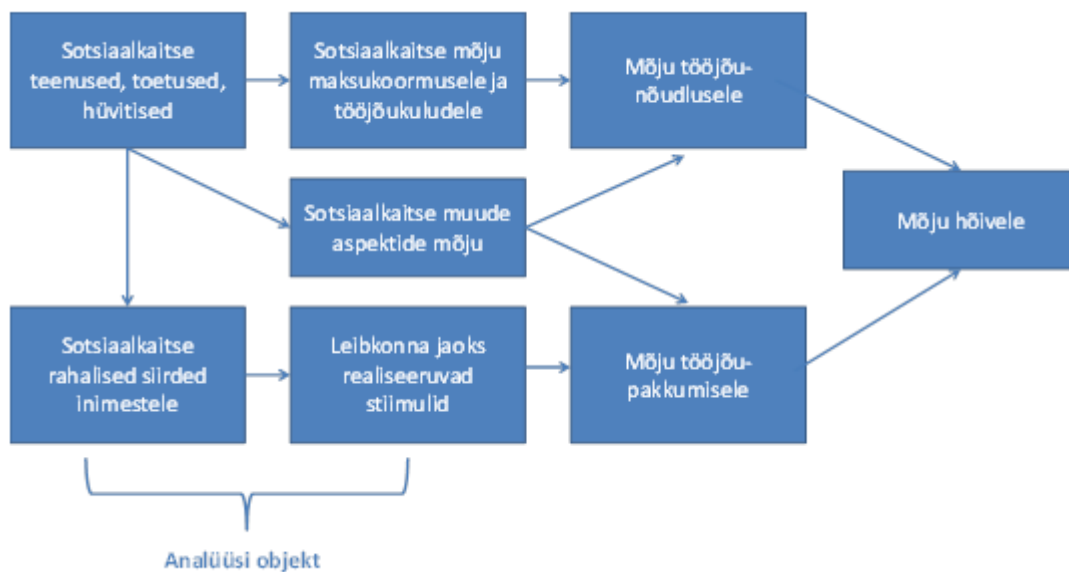 Sotsiaalkaitse
teenused, toetused,
hüvitised
Sotsiaalkaitse mõju
maksukoormusele ja
tööjõukuludele
Mõju tööjõu-
nõudlusele
Sotsiaalkaitse muude
aspektide mõju
Mõju hõivele
Sotsiaalkaitse
rahalised siirded
inimestele
Leibkonna jaoks
realiseeruvad
stiimulid
Mõju tööjõu-
pakkumisele
Analüüsi objekt